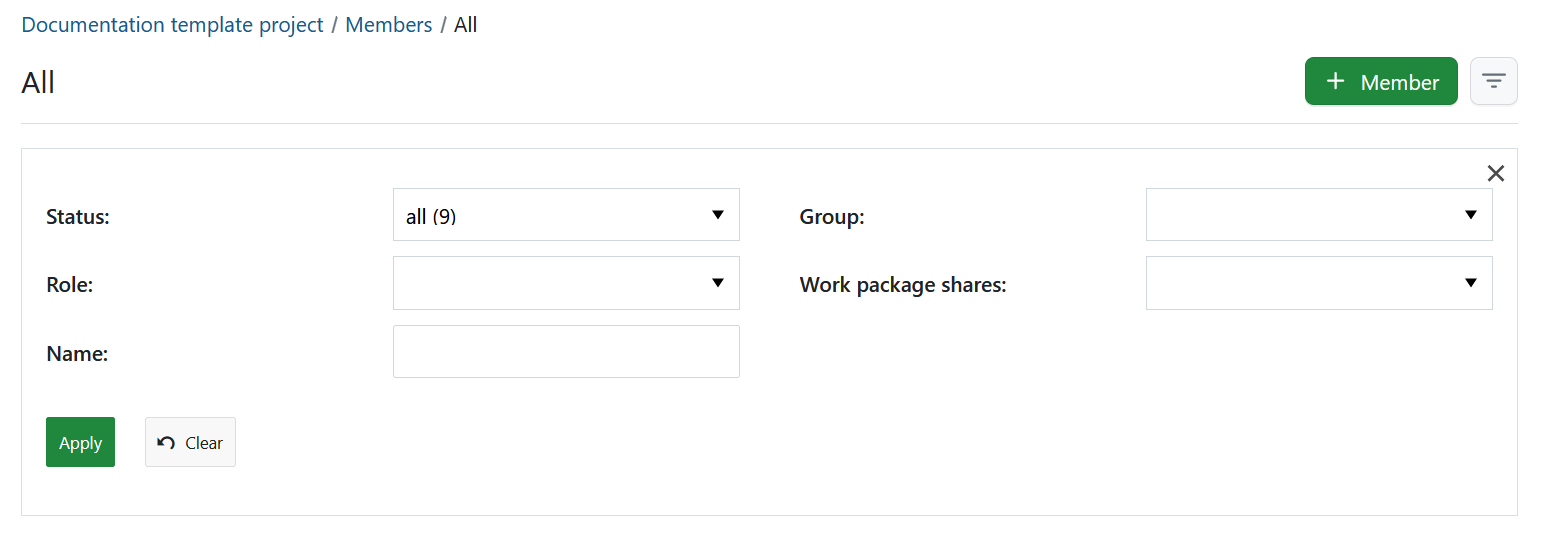 Documentation template project / Members / All
All
+ Member
Status: all (9) Group:
Role: Work package shares:
Name:
Apply Clear